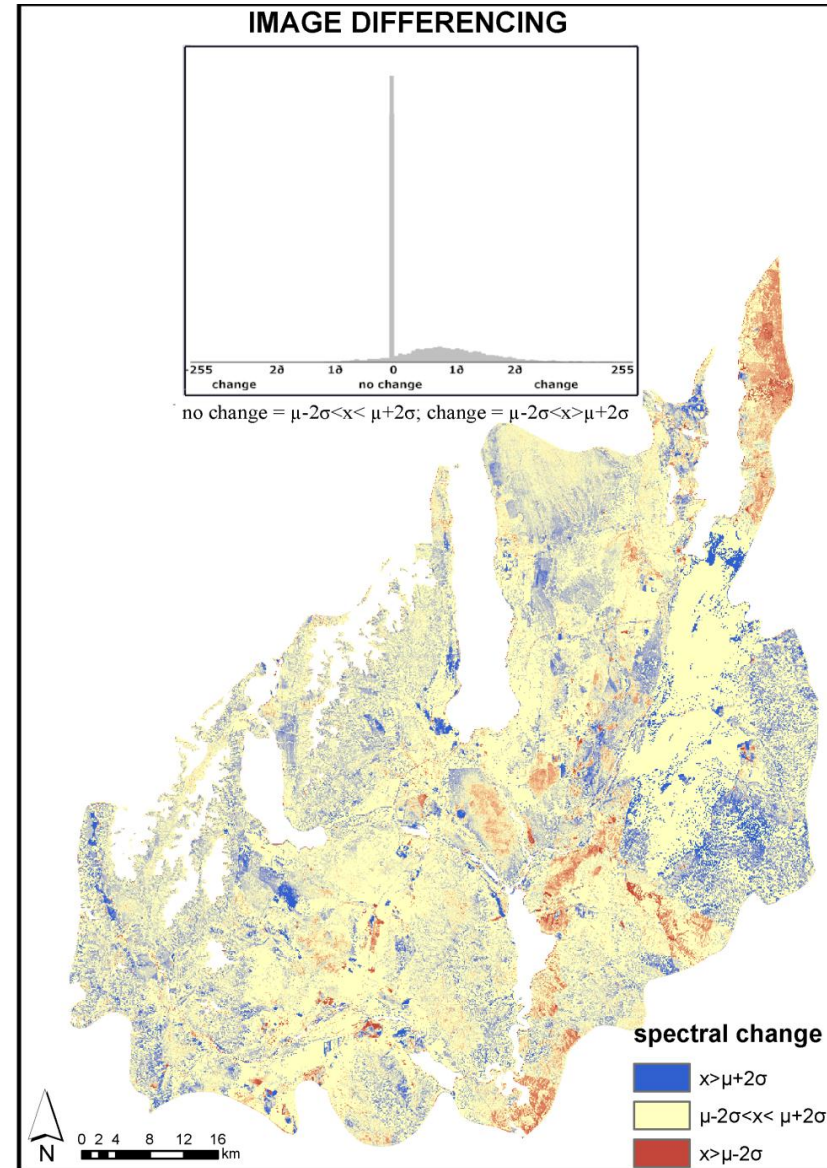 IMAGE DIFFERENCING
-255 2∂ 1∂ 0 1∂ 2∂ 255
change no change change
no change = μ-2σ<x< μ+2σ; change = μ-2σ<x>μ+2σ
spectral change
x>μ+2σ
μ-2σ<x< μ+2σ
x>μ-2σ
N
0 2 4 8 12 16
km